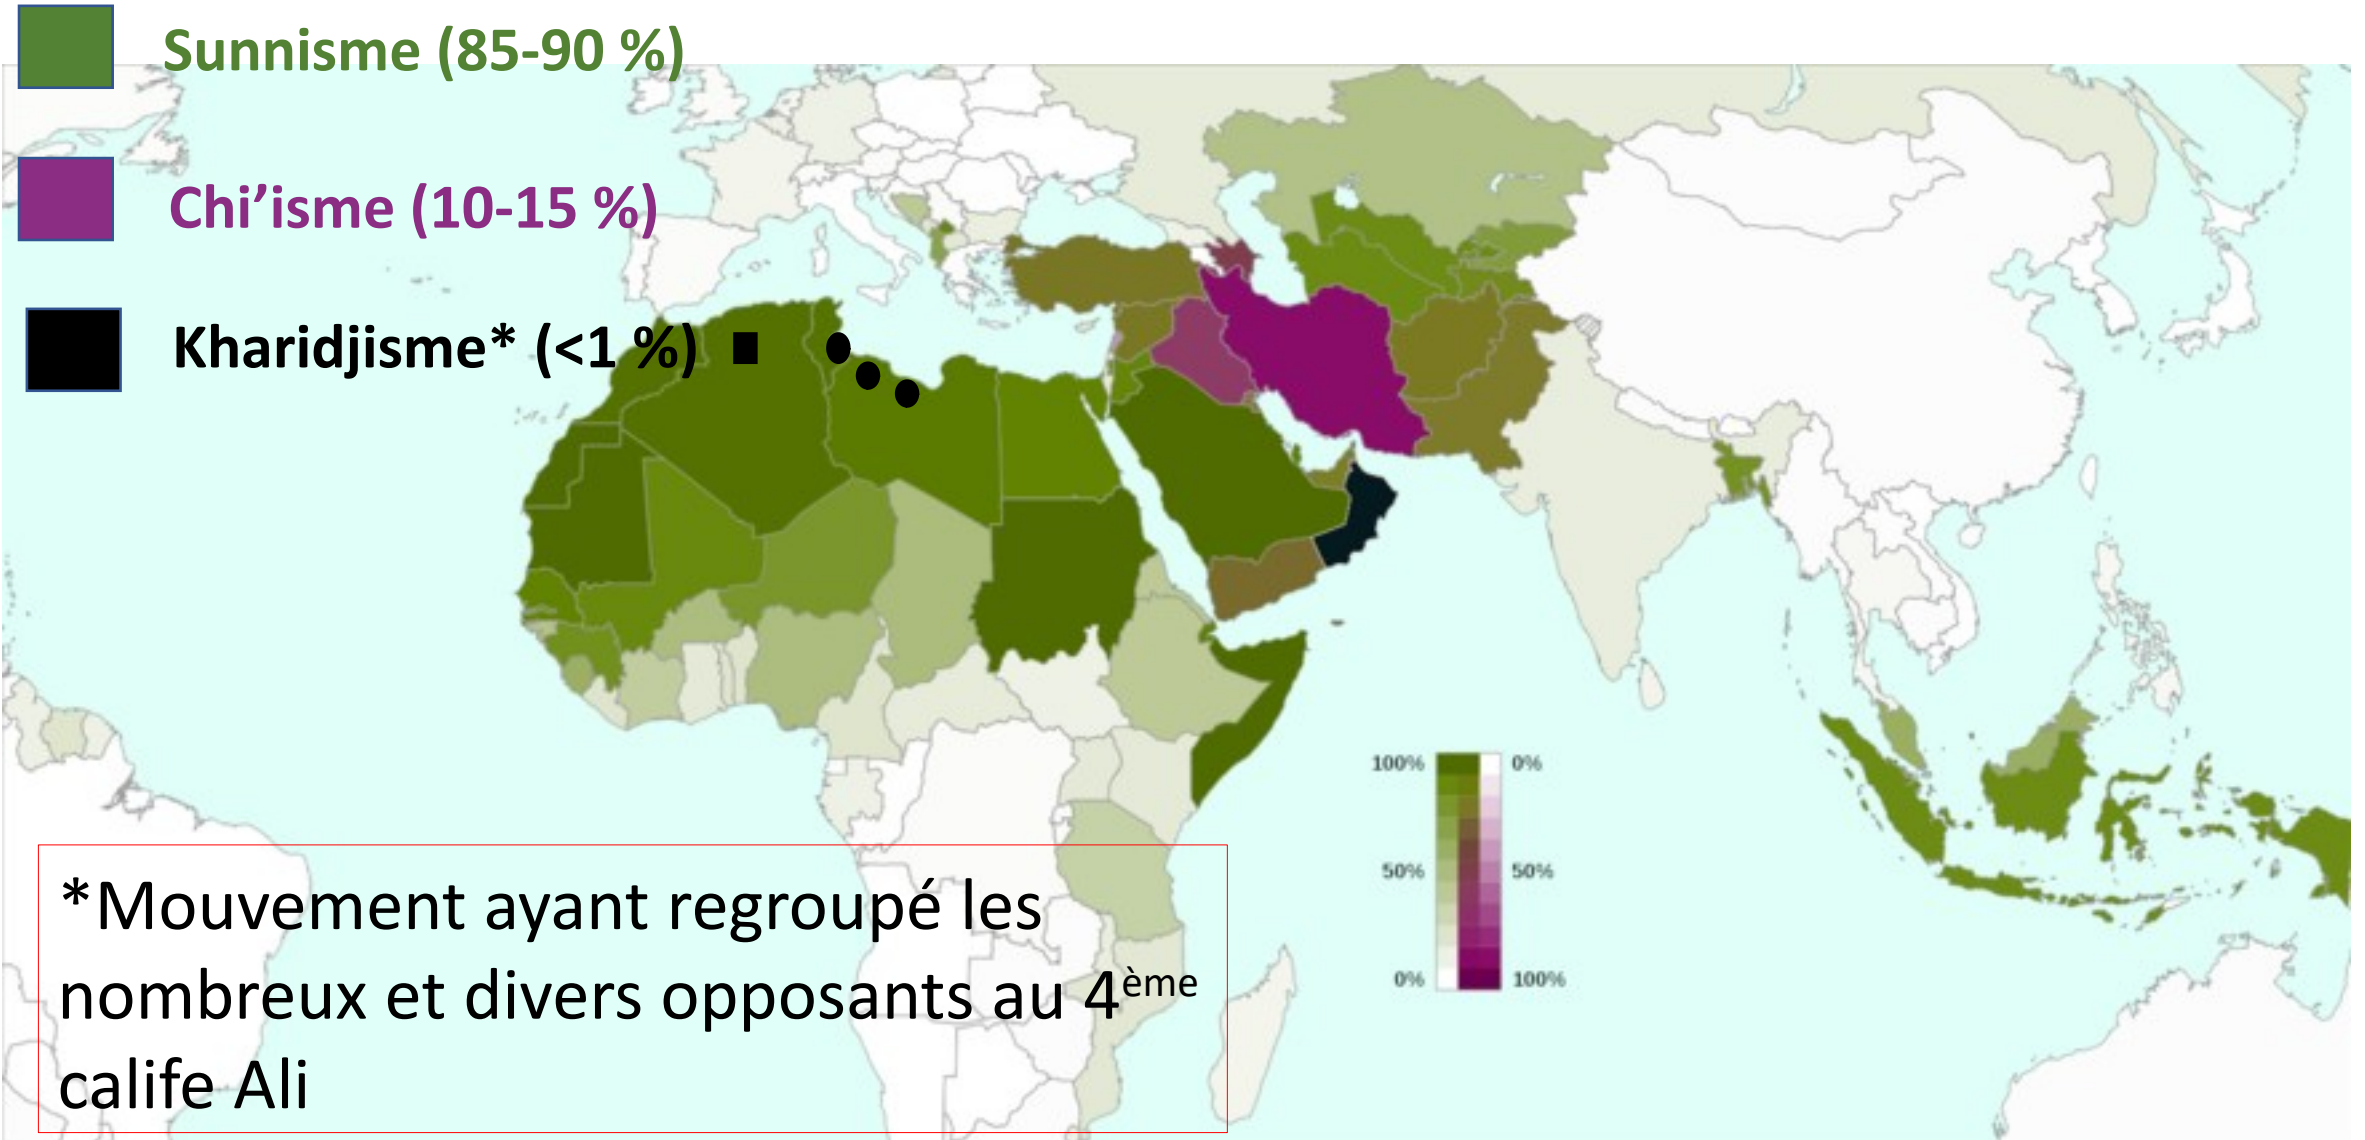 Sunnisme (85-90 %)
Chi’isme (10-15 %)
Kharidjisme* (<1 %)
100% 0%
50% 50%
0% 100%
*Mouvement ayant regroupé les
nombreux et divers opposants au 4ème
calife Ali